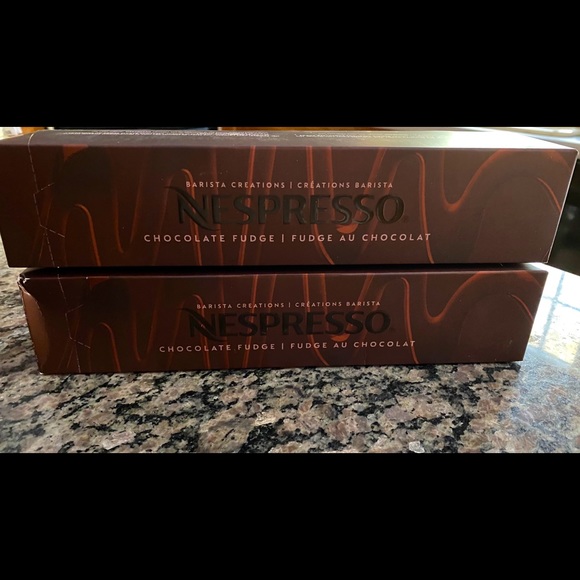 BARISTA CREATIONS | CRÉATIONS BARISTA
NESPRESSO®
CHOCOLATE FUDGE | FUDGE AU CHOCOLAT
BARISTA CREATIONS | CRÉATIONS BARISTA
NESPRESSO®
CHOCOLATE FUDGE | FUDGE AU CHOCOLAT